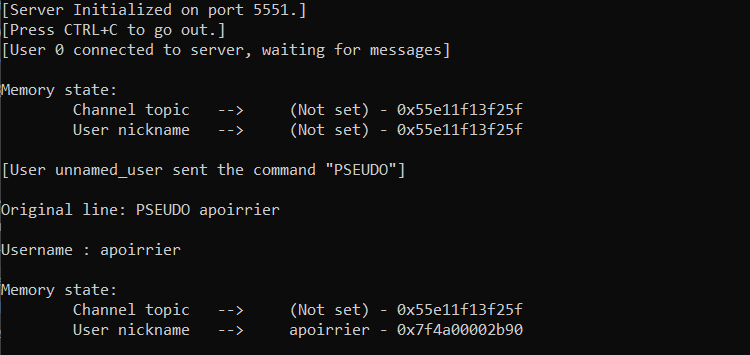 [Server Initialized on port 5551.]
[Press CTRL+C to go out.]
[User 0 connected to server, waiting for messages]
Memory state:
Channel topic --> (Not set) - 0x55e11f13f25f
User nickname --> (Not set) - 0x55e11f13f25f
[User unnamed_user sent the command "PSEUDO"]
Original line: PSEUDO apoirrier
Username : apoirrier
Memory state:
Channel topic --> (Not set) - 0x55e11f13f25f
User nickname --> apoirrier - 0x7f4a00002b90